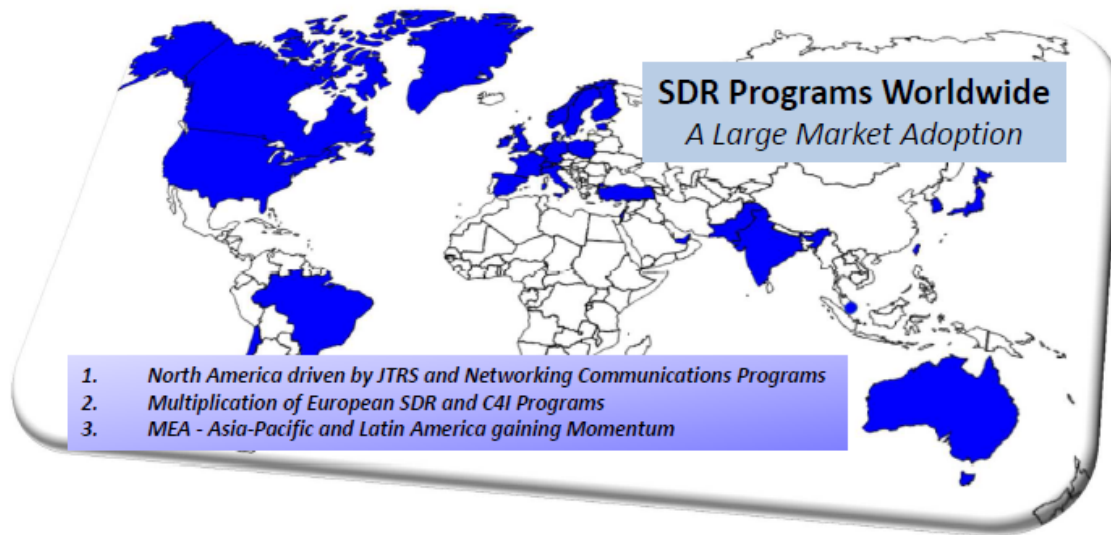 SDR Programs Worldwide
A Large Market Adoption
1. North America driven by JTRS and Networking Communications Programs
2. Multiplication of European SDR and C4I Programs
3. MEA - Asia-Pacific and Latin America gaining Momentum